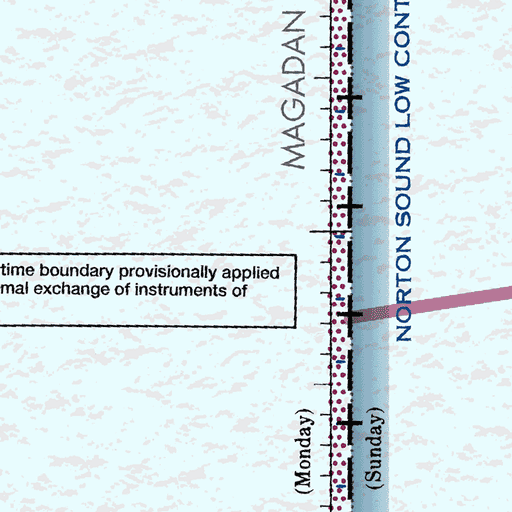 MAGADAN
NORTON SOUND LOW CONT
time boundary provisionally applied
mal exchange of instruments of
(Monday)
(Sunday)